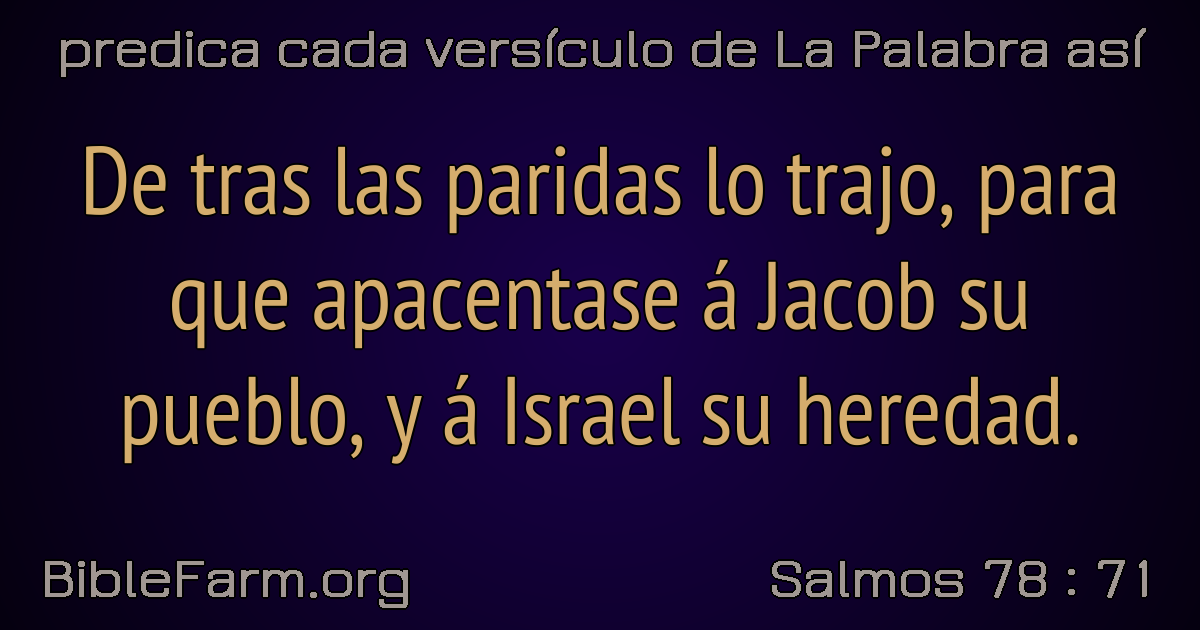 predica cada versículo de La Palabra así
De tras las paridas lo trajo, para
que apacentase á Jacob su
pueblo, y á Israel su heredad.
BibleFarm.org
Salmos 78 : 71